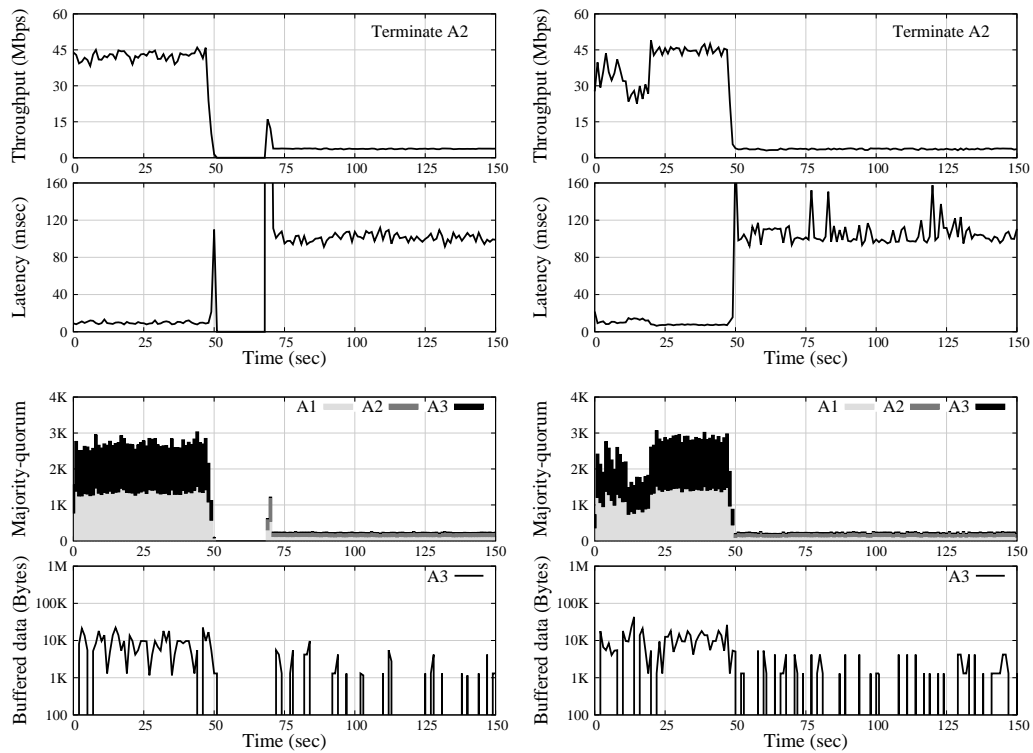 Throughput (Mbps)
60
45
30
15
0
Terminate A2
0 25 50 75 100 125 150
Latency (msec)
160
120
80
40
0
0 25 50 75 100 125 150
Time (sec)
Majority-quorum
4K
3K
2K
1K
0
A1 A2 A3
0 25 50 75 100 125 150
Buffered data (Bytes)
1M
100K
10K
1K
100
A3
0 25 50 75 100 125 150
Time (sec)
Throughput (Mbps)
60
45
30
15
0
Terminate A2
0 25 50 75 100 125 150
Latency (msec)
160
120
80
40
0
0 25 50 75 100 125 150
Time (sec)
Majority-quorum
4K
3K
2K
1K
0
A1 A2 A3
0 25 50 75 100 125 150
Buffered data (Bytes)
1M
100K
10K
1K
100
A3
0 25 50 75 100 125 150
Time (sec)